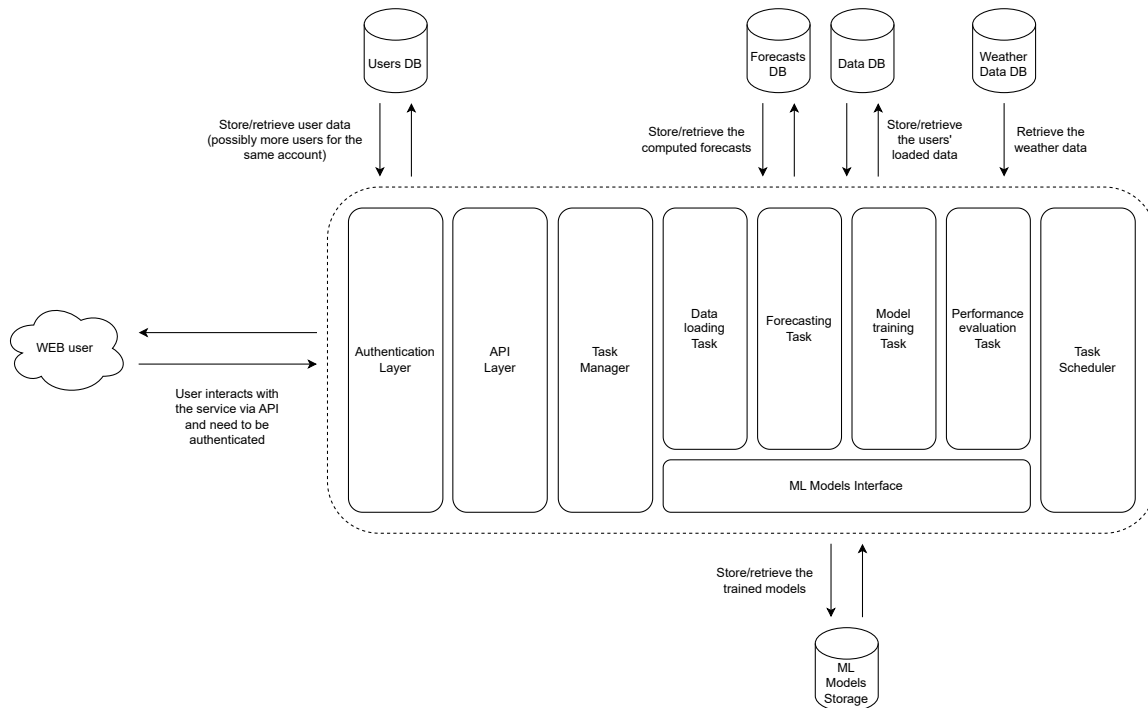 Users DB
Forecasts
DB
Data DB
Weather
Data DB
Store/retrieve user data
(possibly more users for the
same account)
Store/retrieve the
computed forecasts
Store/retrieve
the users'
loaded data
Retrieve the
weather data
WEB user
User interacts with
the service via API
and need to be
authenticated
Authentication
Layer
API
Layer
Task
Manager
Data
loading
Task
Forecasting
Task
Model
training
Task
Performance
evaluation
Task
Task
Scheduler
ML Models Interface
Store/retrieve the
trained models
ML
Models
Storage